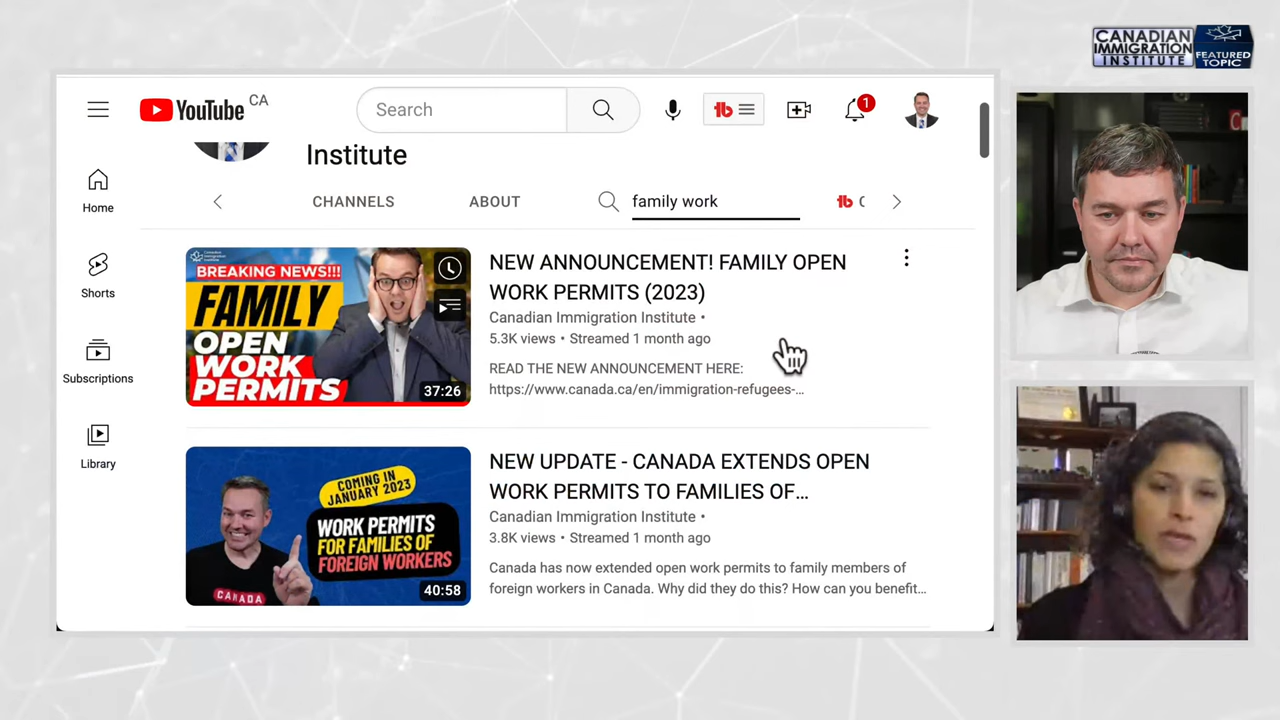 CANADIAN
IMMIGRATION
INSTITUTE
FEATURED
TOPIC
YouTube CA
Search
1
Institute
CHANNELS
ABOUT
family work
Home
Shorts
Subscriptions
Library
BREAKING NEWS!!!
FAMILY
OPEN
WORK
PERMITS
37:26
NEW ANNOUNCEMENT! FAMILY OPEN
WORK PERMITS (2023)
Canadian Immigration Institute •
5.3K views • Streamed 1 month ago
READ THE NEW ANNOUNCEMENT HERE:
https://www.canada.ca/en/immigration-refugees-...
COMING IN
JANUARY 2023
WORK PERMITS
FOR FAMILIES OF
FOREIGN WORKERS
CANADA
40:58
NEW UPDATE - CANADA EXTENDS OPEN
WORK PERMITS TO FAMILIES OF...
Canadian Immigration Institute •
3.8K views • Streamed 1 month ago
Canada has now extended open work permits to family members of
foreign workers in Canada. Why did they do this? How can you benefit...